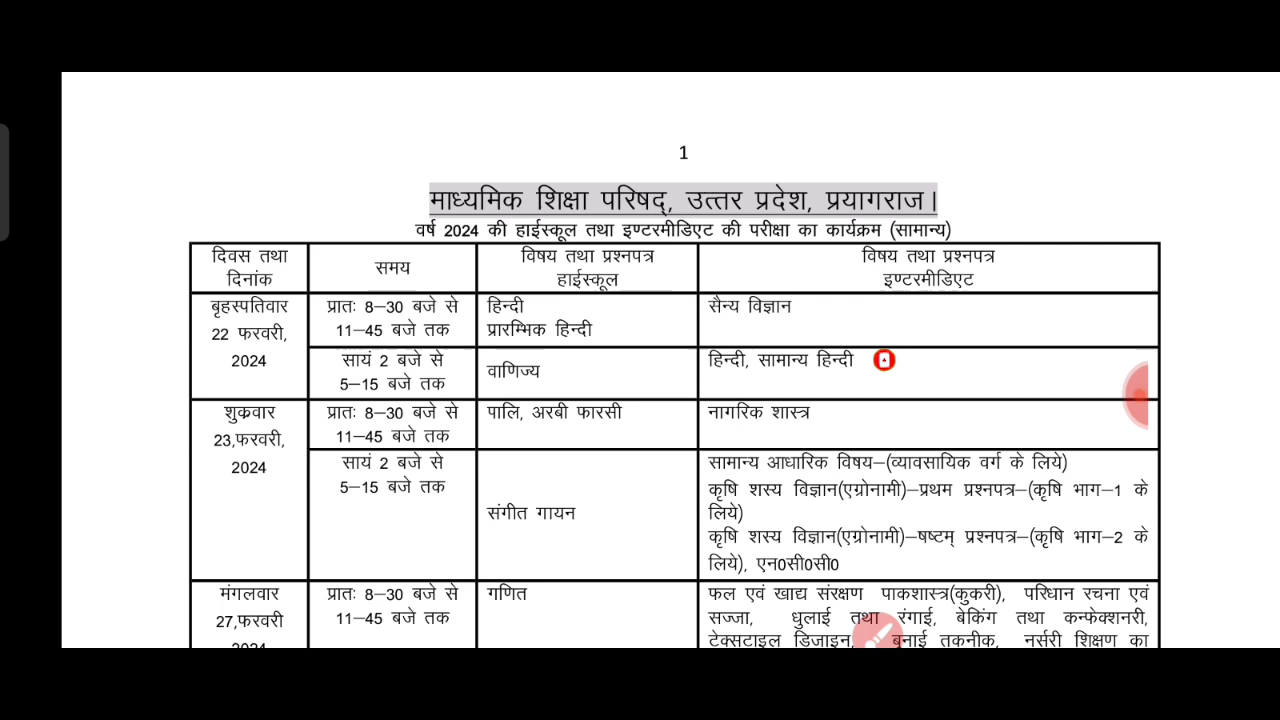 1
माध्यमिक शिक्षा परिषद्, उत्तर प्रदेश, प्रयागराज।
वर्ष 2024 की हाईस्कूल तथा इण्टरमीडिएट की परीक्षा का कार्यक्रम (सामान्य)
दिवस तथा
दिनांक
समय
विषय तथा प्रश्नपत्र
हाईस्कूल
विषय तथा प्रश्नपत्र
इण्टरमीडिएट
बृहस्पतिवार
22 फरवरी,
2024
प्रातः 8–30 बजे से
11–45 बजे तक
हिन्दी
प्रारम्भिक हिन्दी
सैन्य विज्ञान
सायं 2 बजे से
5–15 बजे तक
वाणिज्य
हिन्दी, सामान्य हिन्दी
शुक्रवार
23,फरवरी,
2024
प्रातः 8–30 बजे से
11–45 बजे तक
पालि, अरबी फारसी
नागरिक शास्त्र
सायं 2 बजे से
5–15 बजे तक
संगीत गायन
सामान्य आधारिक विषय–(व्यावसायिक वर्ग के लिये)
कृषि शस्य विज्ञान(एग्रोनामी)–प्रथम प्रश्नपत्र–(कृषि भाग–1 के
लिये)
कृषि शस्य विज्ञान(एग्रोनामी)–षष्टम् प्रश्नपत्र–(कृषि भाग–2 के
लिये), एन0सी0सी0
मंगलवार
27,फरवरी
2024
प्रातः 8–30 बजे से
11–45 बजे तक
गणित
फल एवं खाद्य संरक्षण पाकशास्त्र(कुकरी), परिधान रचना एवं
सज्जा, धुलाई तथा रंगाई, बेकिंग तथा कन्फेक्शनरी,
टेक्सटाइल डिजाइन, बुनाई तकनीक, नर्सरी शिक्षण का